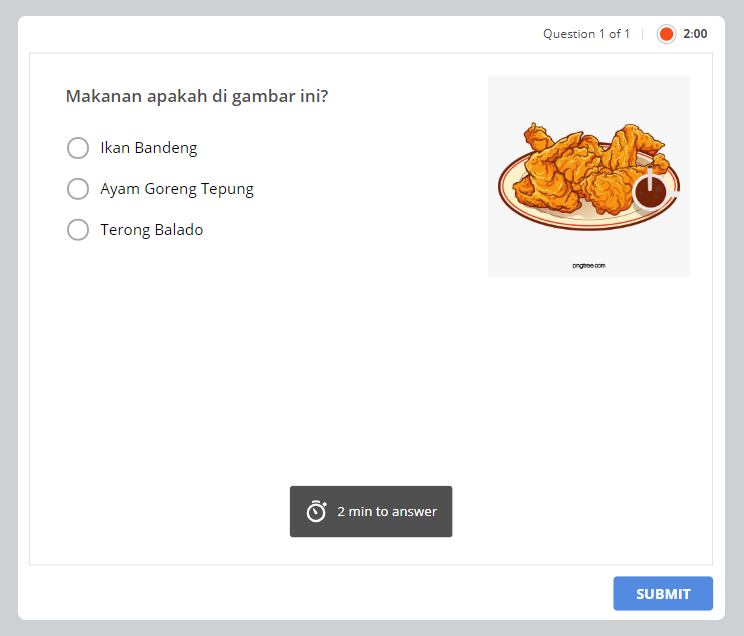 Question 1 of 1
2:00
Makanan apakah di gambar ini?
Ikan Bandeng
Ayam Goreng Tepung
Terong Balado
pngtree.com
2 min to answer
SUBMIT